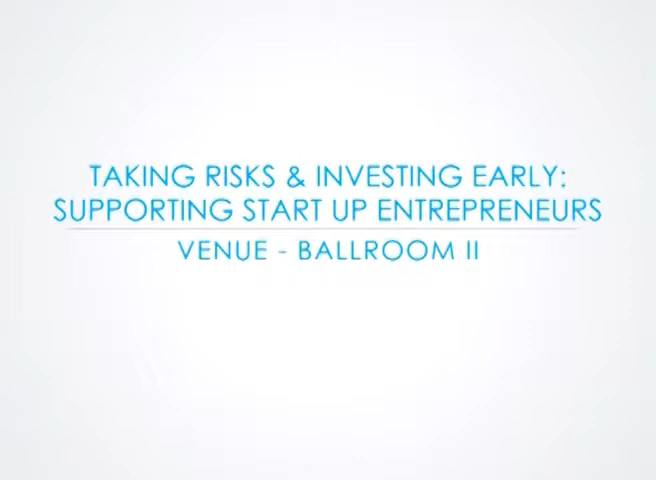 TAKING RISKS & INVESTING EARLY:
SUPPORTING START UP ENTREPRENEURS
VENUE - BALLROOM II